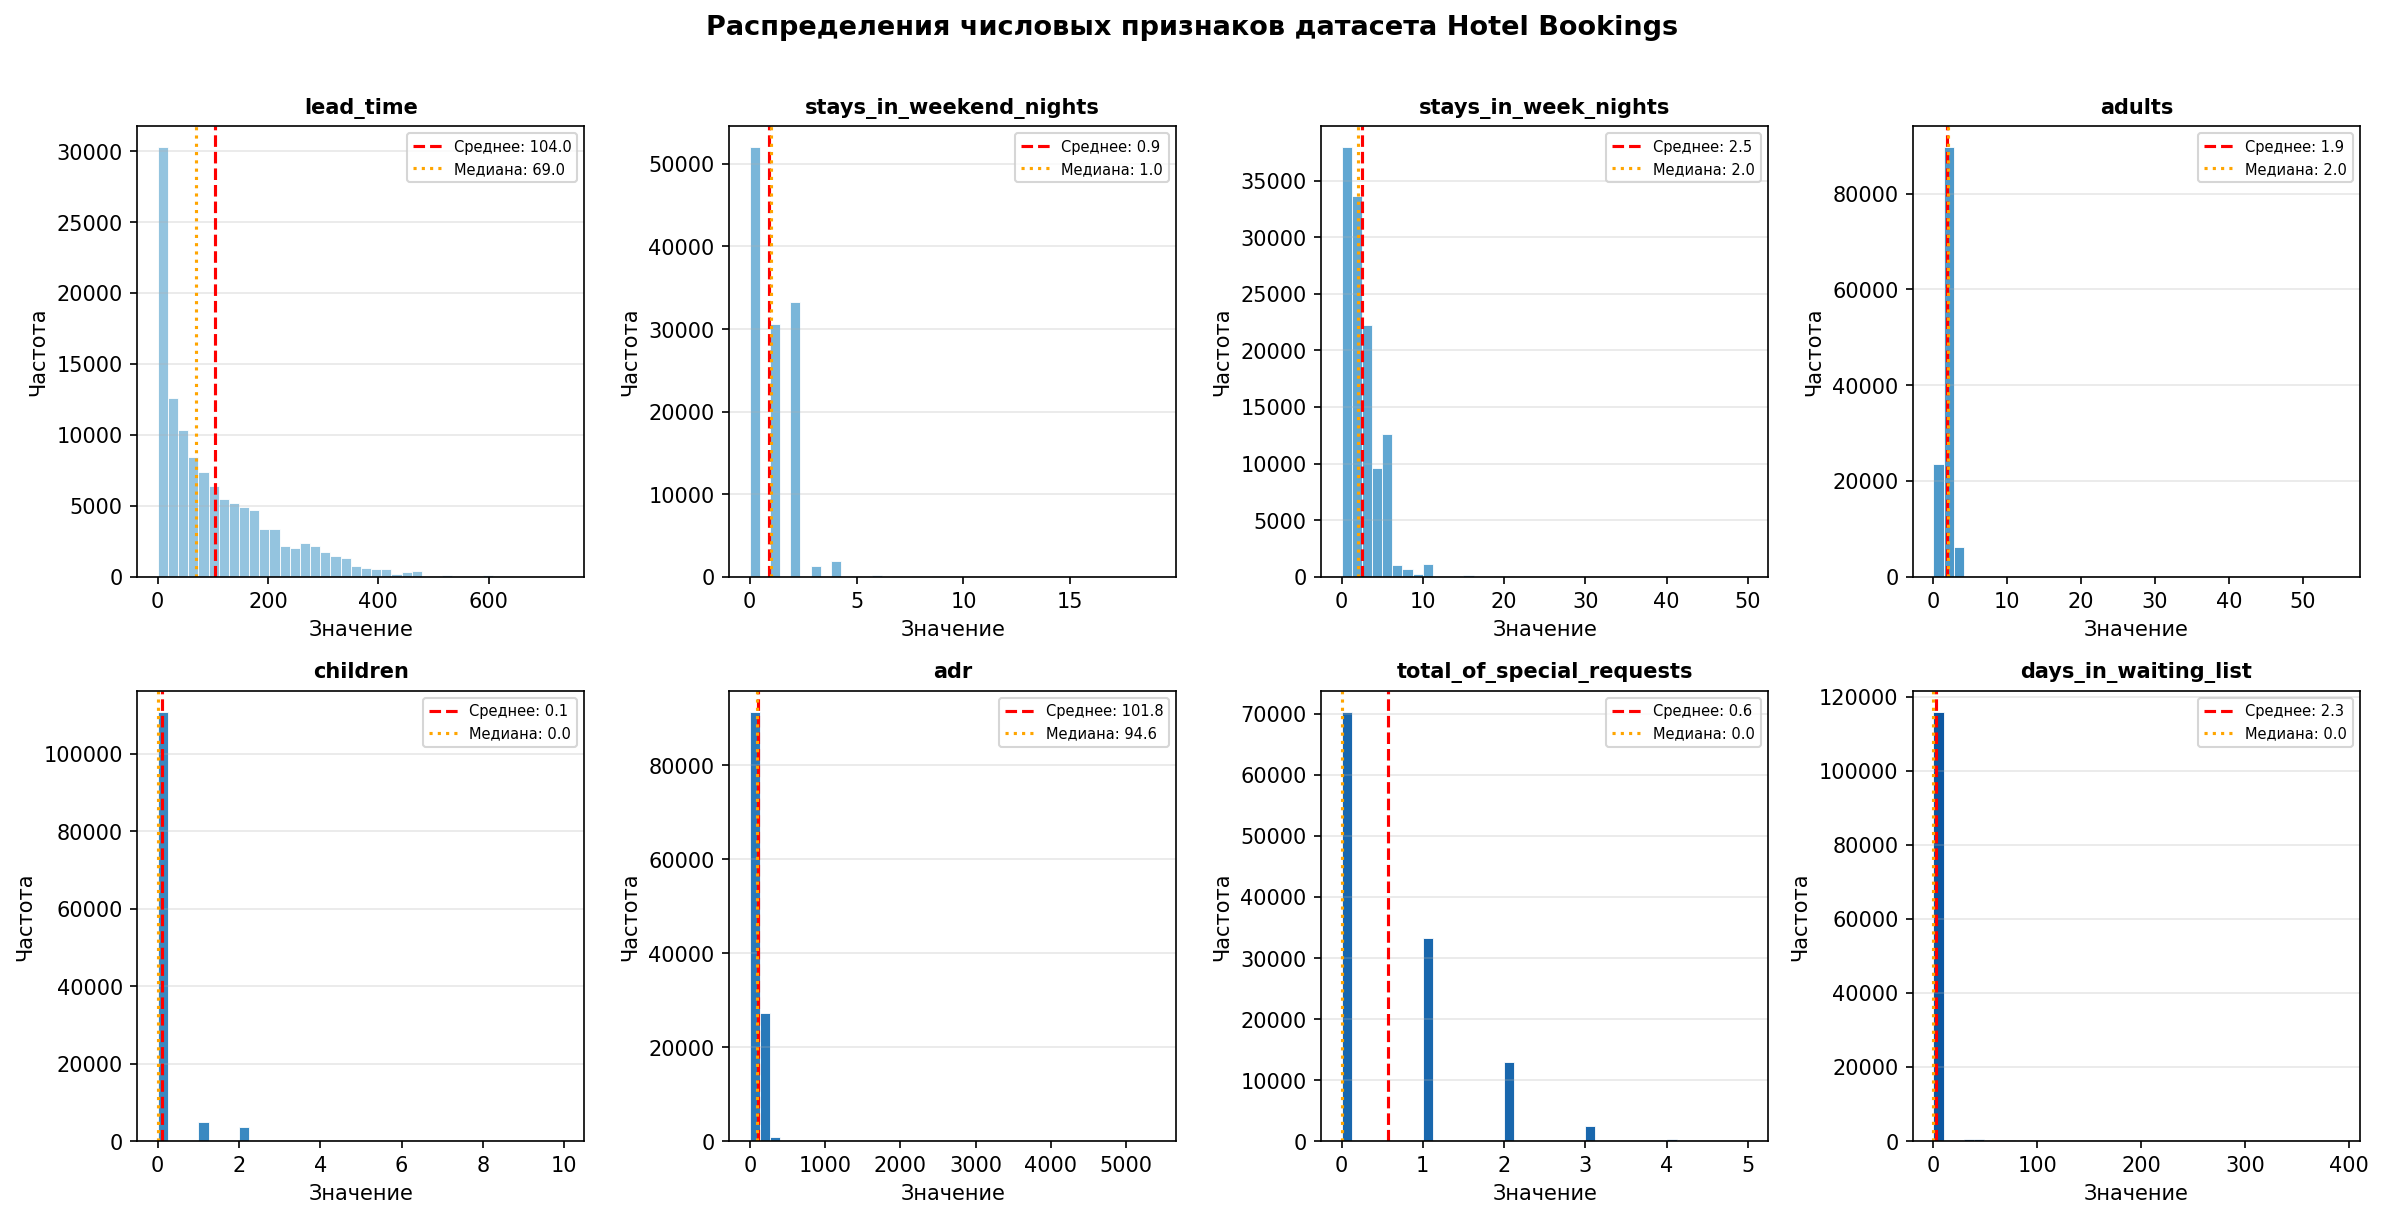 Распределения числовых признаков датасета Hotel Bookings
lead_time
Среднее: 104.0
Медиана: 69.0
30000
25000
20000
15000
10000
5000
0
Частота
0 200 400 600
Значение
stays_in_weekend_nights
Среднее: 0.9
Медиана: 1.0
50000
40000
30000
20000
10000
0
Частота
0 5 10 15
Значение
stays_in_week_nights
Среднее: 2.5
Медиана: 2.0
35000
30000
25000
20000
15000
10000
5000
0
Частота
0 10 20 30 40 50
Значение
adults
Среднее: 1.9
Медиана: 2.0
80000
60000
40000
20000
0
Частота
0 10 20 30 40 50
Значение
children
Среднее: 0.1
Медиана: 0.0
100000
80000
60000
40000
20000
0
Частота
0 2 4 6 8 10
Значение
adr
Среднее: 101.8
Медиана: 94.6
80000
60000
40000
20000
0
Частота
0 1000 2000 3000 4000 5000
Значение
total_of_special_requests
Среднее: 0.6
Медиана: 0.0
70000
60000
50000
40000
30000
20000
10000
0
Частота
0 1 2 3 4 5
Значение
days_in_waiting_list
Среднее: 2.3
Медиана: 0.0
120000
100000
80000
60000
40000
20000
0
Частота
0 100 200 300 400
Значение